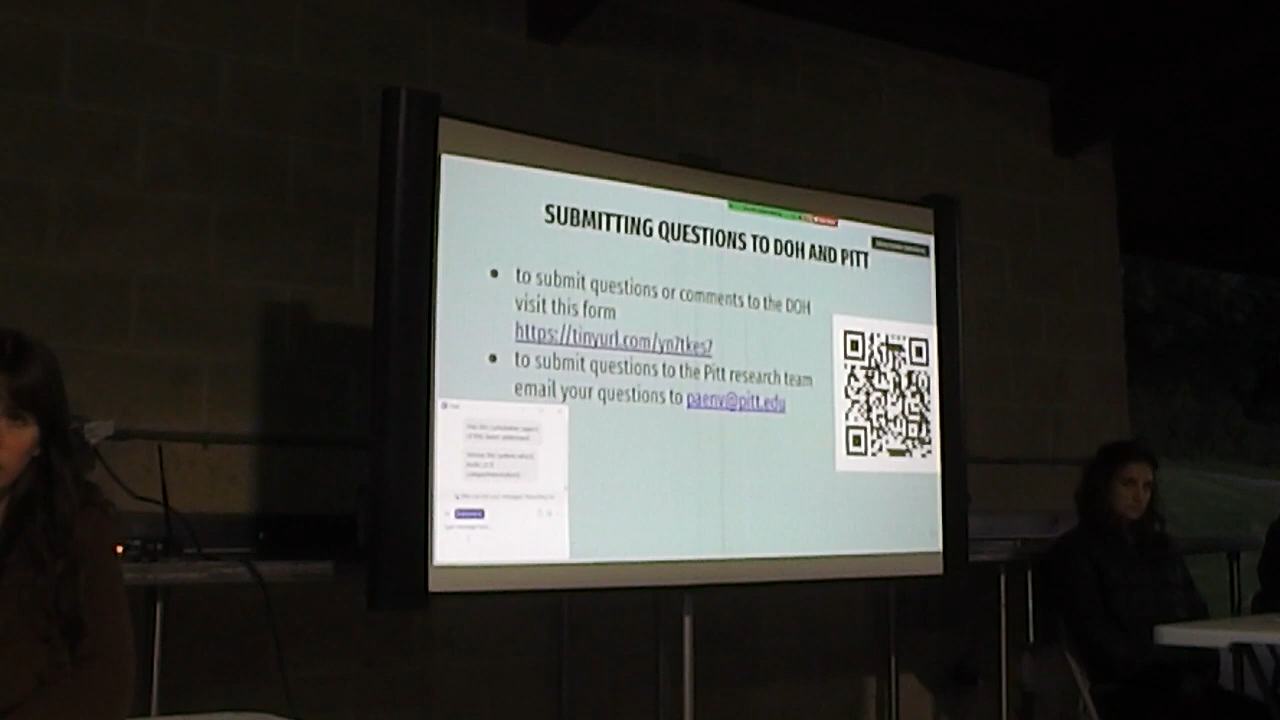 SUBMITTING QUESTIONS TO DOH AND PITT
• to submit questions or comments to the DOH
visit this form
https://tinyurl.com/yn7tkes7
• to submit questions to the Pitt research team
email your questions to paenv@pitt.edu